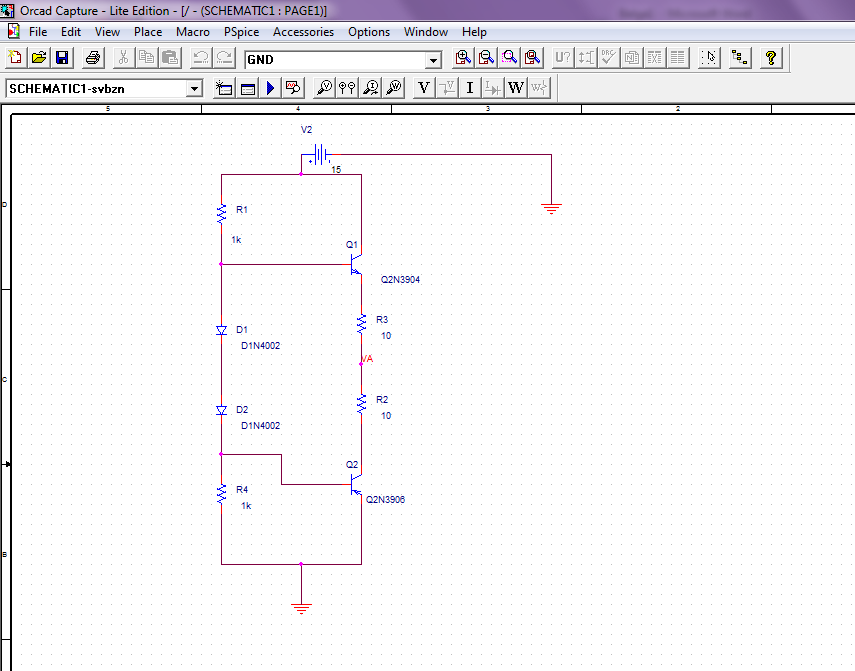 Orcad Capture - Lite Edition - [/ - (SCHEMATIC1 : PAGE1)]
File Edit View Place Macro PSpice Accessories Options Window Help
GND
U?
DRC
SCHEMATIC1-svbzn
V V I I W W
5 4 3 2
V2
15
D
R1
1k
Q1
Q2N3904
R3
10
D1
D1N4002
VA
C
R2
10
D2
D1N4002
Q2
R4
Q2N3906
1k
B